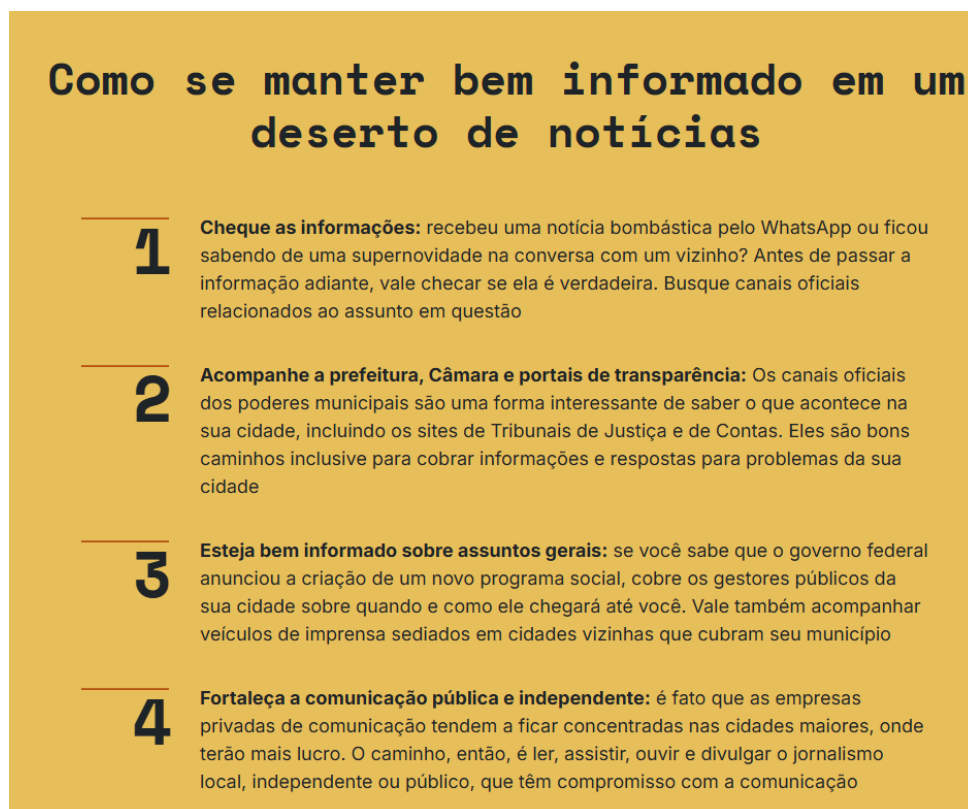 Como se manter bem informado em um
deserto de notícias
1
Cheque as informações: recebeu uma notícia bombástica pelo WhatsApp ou ficou
sabendo de uma supernovidade na conversa com um vizinho? Antes de passar a
informação adiante, vale checar se ela é verdadeira. Busque canais oficiais
relacionados ao assunto em questão
2
Acompanhe a prefeitura, Câmara e portais de transparência: Os canais oficiais
dos poderes municipais são uma forma interessante de saber o que acontece na
sua cidade, incluindo os sites de Tribunais de Justiça e de Contas. Eles são bons
caminhos inclusive para cobrar informações e respostas para problemas da sua
cidade
3
Esteja bem informado sobre assuntos gerais: se você sabe que o governo federal
anunciou a criação de um novo programa social, cobre os gestores públicos da
sua cidade sobre quando e como ele chegará até você. Vale também acompanhar
veículos de imprensa sediados em cidades vizinhas que cubram seu município
4
Fortaleça a comunicação pública e independente: é fato que as empresas
privadas de comunicação tendem a ficar concentradas nas cidades maiores, onde
terão mais lucro. O caminho, então, é ler, assistir, ouvir e divulgar o jornalismo
local, independente ou público, que têm compromisso com a comunicação